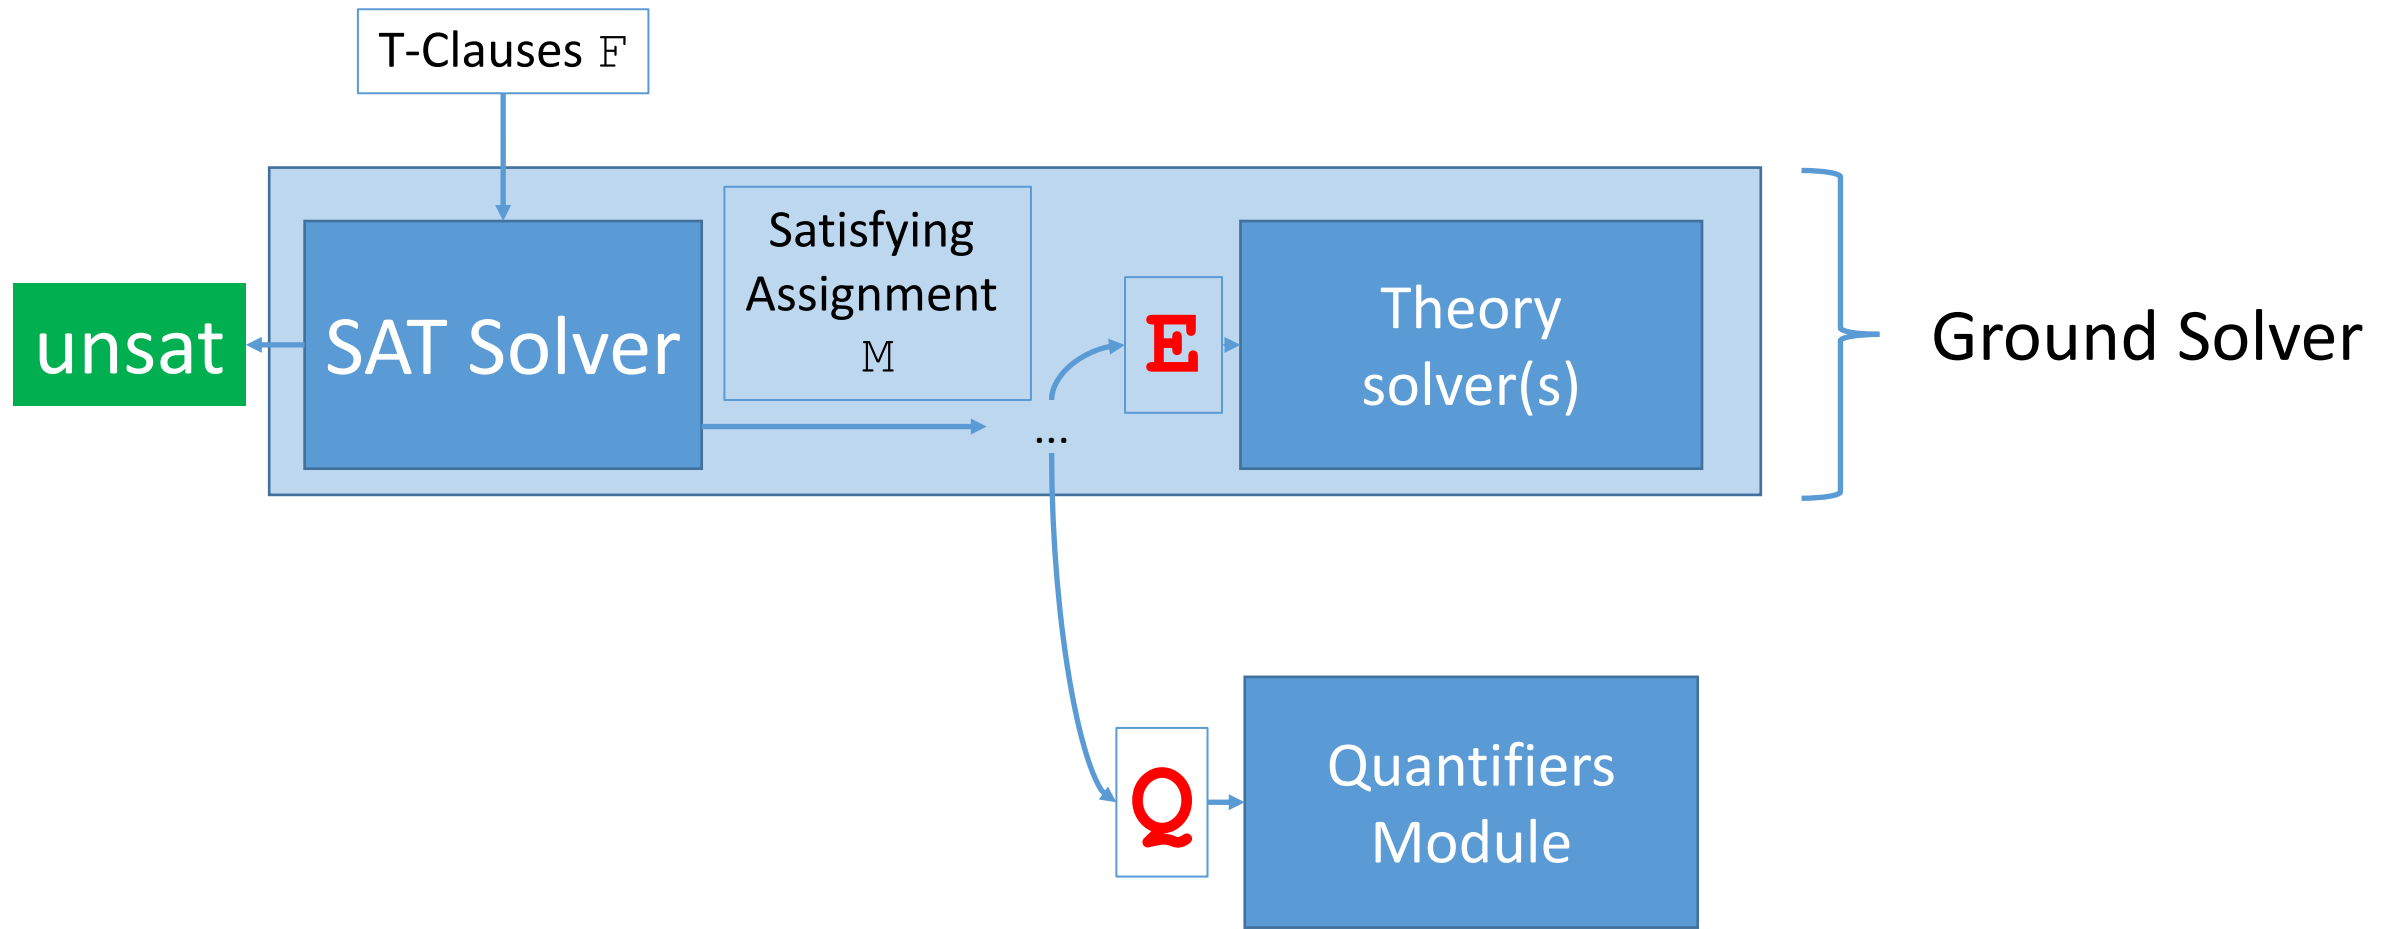 T-Clauses F
Satisfying
Assignment
M
unsat
SAT Solver
...
E
Theory
solver(s)
Ground Solver
Q
Quantifiers
Module